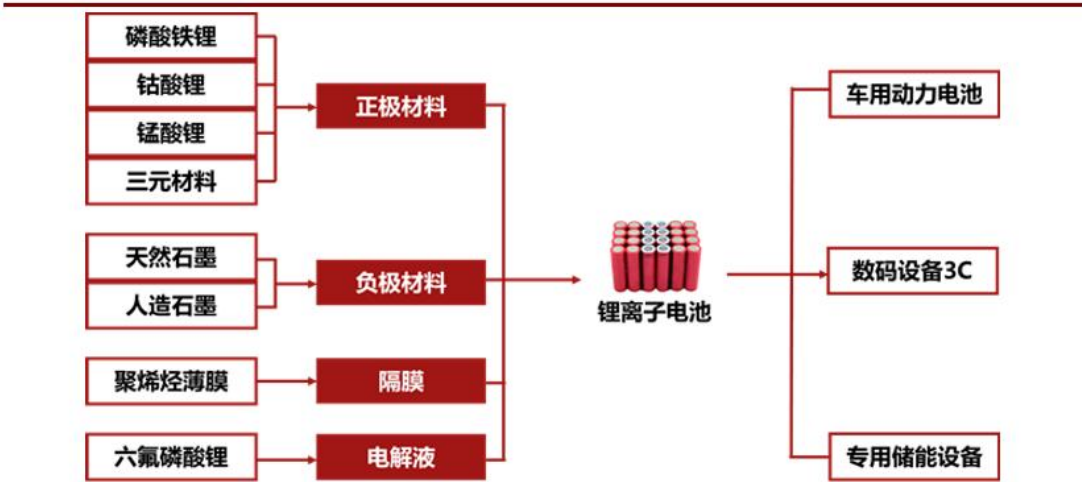 磷酸铁锂
钴酸锂
锰酸锂
三元材料
正极材料
天然石墨
人造石墨
负极材料
聚烯烃薄膜
隔膜
六氟磷酸锂
电解液
锂离子电池
车用动力电池
数码设备3C
专用储能设备